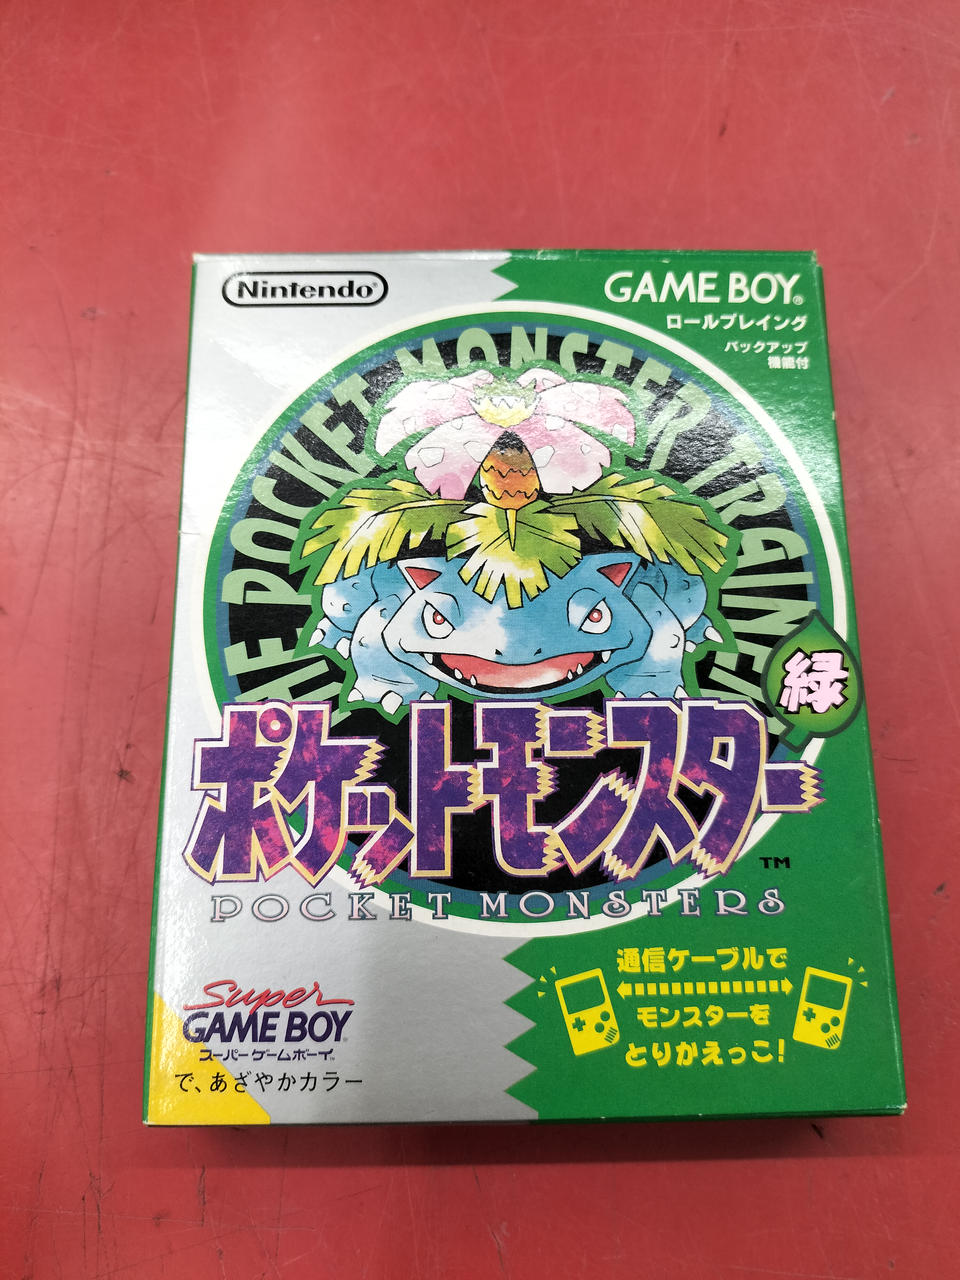 Nintendo
GAME BOY®
ロールプレイング
バックアップ
機能付
THE POCKET MONSTER TRAINER
緑
ポケットモンスター
TM
POCKET MONSTERS
通信ケーブルで
モンスターを
とりかえっこ!
Super
GAME BOY
スーパーゲームボーイ
で、あざやかカラー